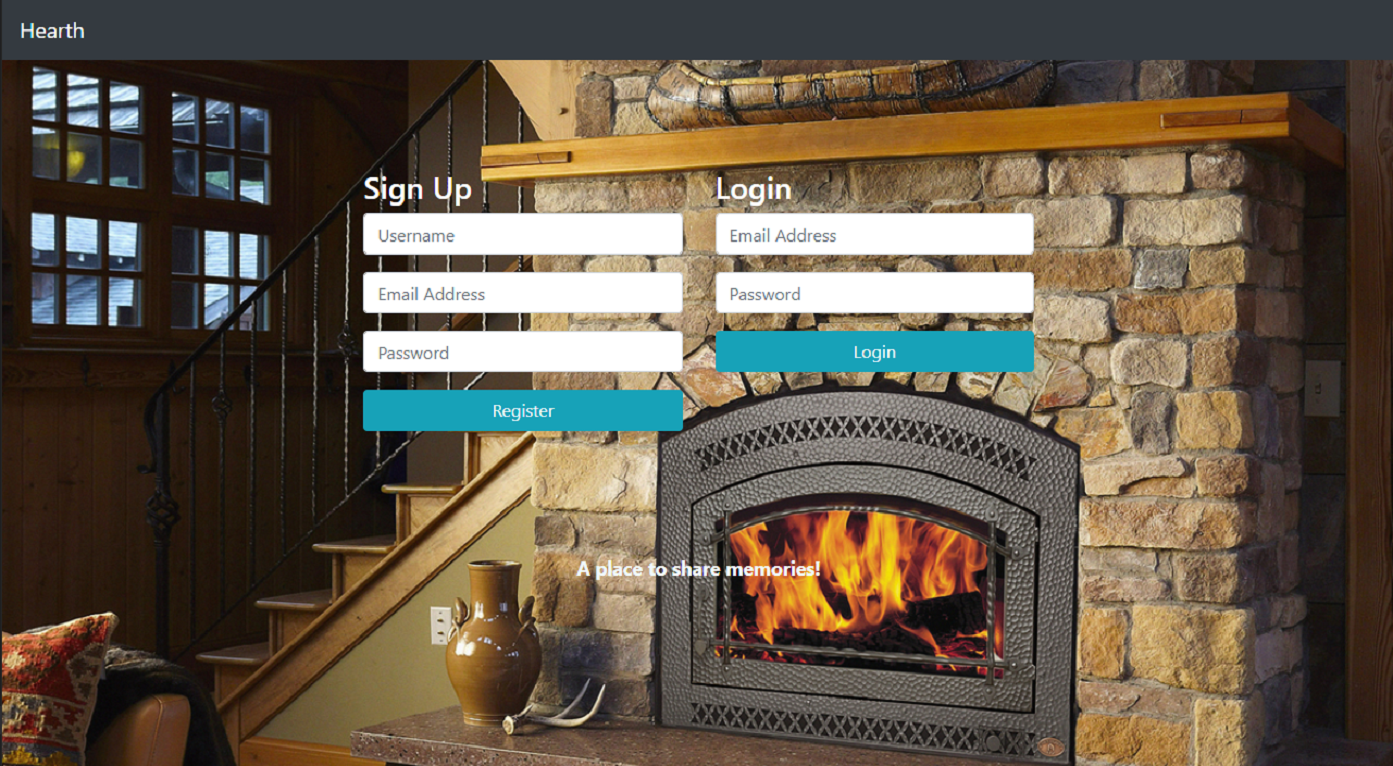 Hearth
Sign Up
Username
Email Address
Password
Register
Login
Email Address
Password
Login
A place to share memories!